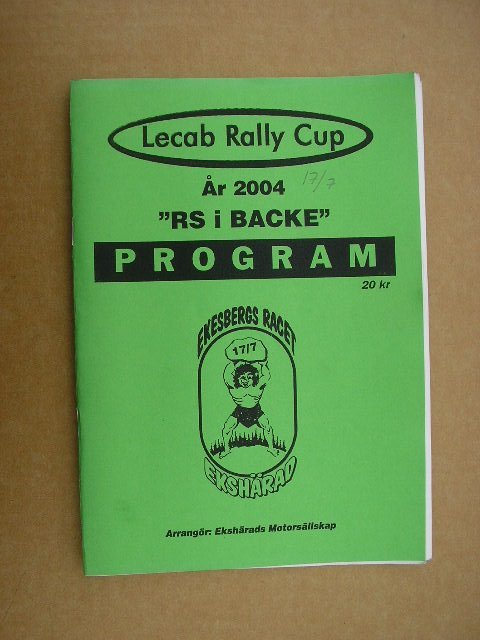 Lecab Rally Cup
År 2004 17/7
"RS i BACKE"
PROGRAM
20 kr
EKESBERGS RACET
17/7
EKSHÄRAD
Arrangör: Ekshärads Motorsällskap